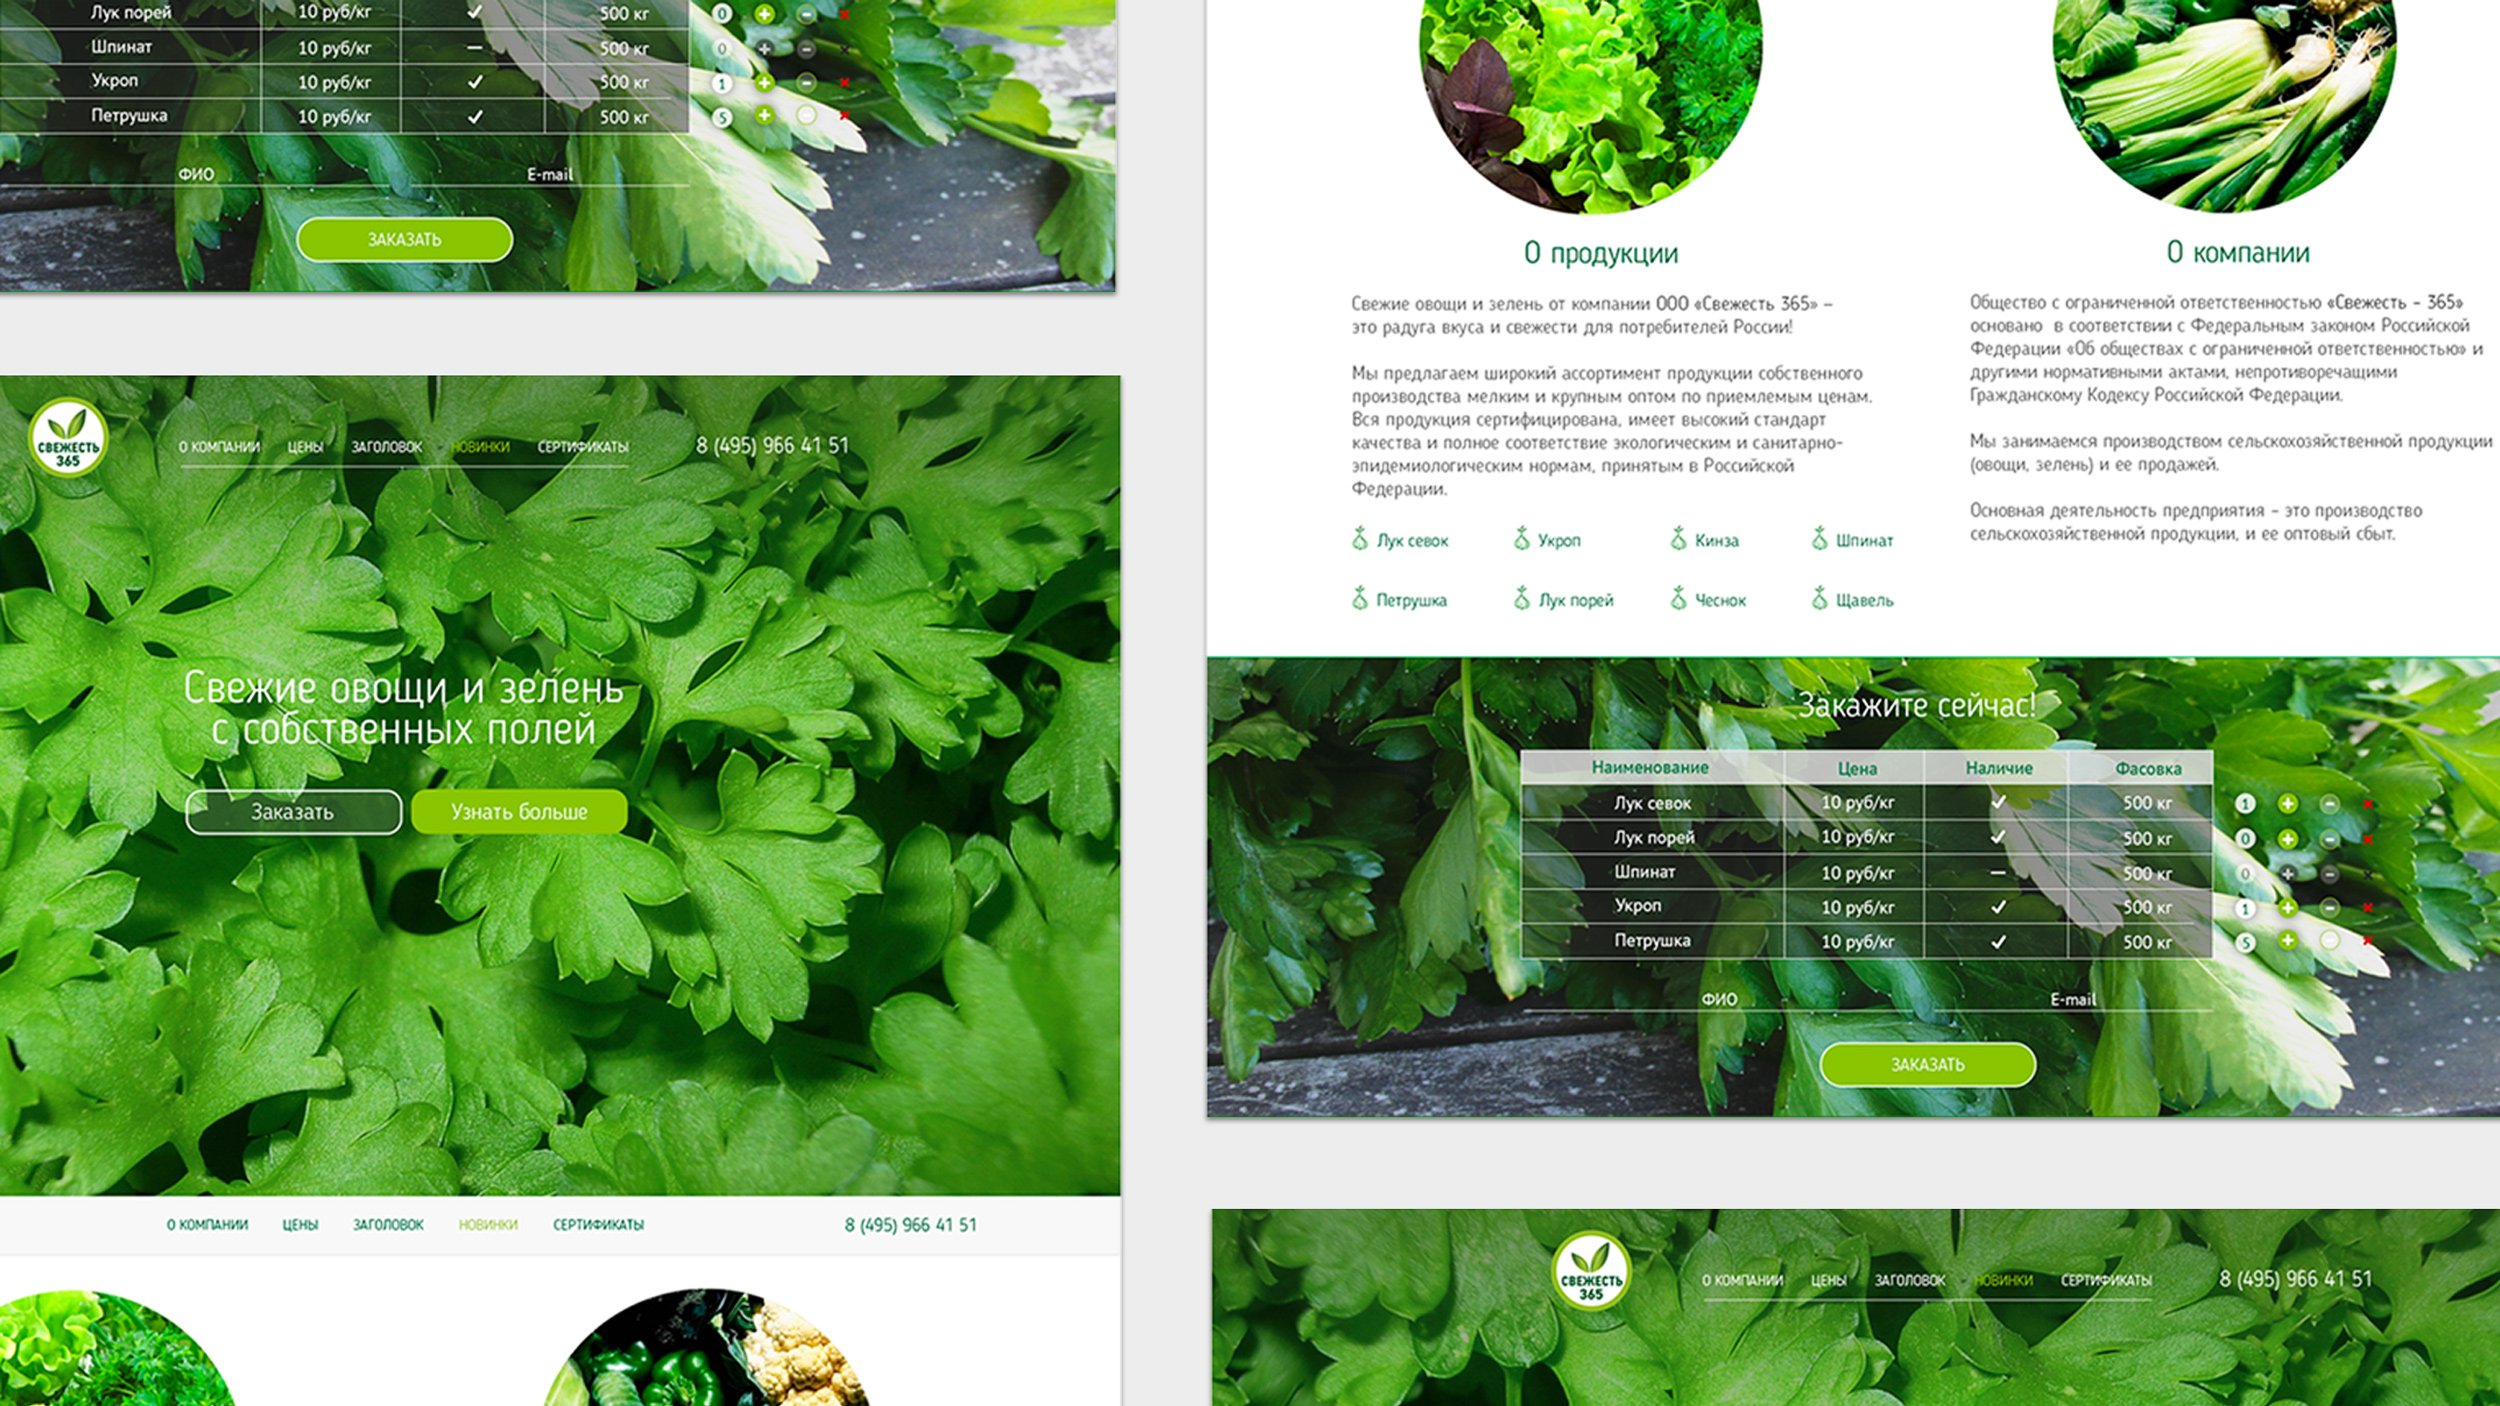 Лук порей 10 руб/кг ✓ 500 кг 0 + −
Шпинат 10 руб/кг – 500 кг 0 + −
Укроп 10 руб/кг ✓ 500 кг 1 + −
Петрушка 10 руб/кг ✓ 500 кг 5 + −
ФИО E-mail
ЗАКАЗАТЬ
СВЕЖЕСТЬ
365
О КОМПАНИИ ЦЕНЫ ЗАГОЛОВОК НОВИНКИ СЕРТИФИКАТЫ 8 (495) 966 41 51
Свежие овощи и зелень
с собственных полей
Заказать Узнать больше
О КОМПАНИИ ЦЕНЫ ЗАГОЛОВОК НОВИНКИ СЕРТИФИКАТЫ 8 (495) 966 41 51
О продукции
Свежие овощи и зелень от компании ООО «Свежесть 365» –
это радуга вкуса и свежести для потребителей России!
Мы предлагаем широкий ассортимент продукции собственного
производства мелким и крупным оптом по приемлемым ценам.
Вся продукция сертифицирована, имеет высокий стандарт
качества и полное соответствие экологическим и санитарно-
эпидемиологическим нормам, принятым в Российской
Федерации.
Лук севок Укроп Кинза Шпинат
Петрушка Лук порей Чеснок Щавель
О компании
Общество с ограниченной ответственностью «Свежесть – 365»
основано в соответствии с Федеральным законом Российской
Федерации «Об обществах с ограниченной ответственностью» и
другими нормативными актами, непротиворечащими
Гражданскому Кодексу Российской Федерации.
Мы занимаемся производством сельскохозяйственной продукции
(овощи, зелень) и ее продажей.
Основная деятельность предприятия – это производство
сельскохозяйственной продукции, и ее оптовый сбыт.
Закажите сейчас!
Наименование Цена Наличие Фасовка
Лук севок 10 руб/кг ✓ 500 кг 1 + −
Лук порей 10 руб/кг ✓ 500 кг 0 + −
Шпинат 10 руб/кг – 500 кг 0 + −
Укроп 10 руб/кг ✓ 500 кг 1 + −
Петрушка 10 руб/кг ✓ 500 кг 5 + −
ФИО E-mail
ЗАКАЗАТЬ
СВЕЖЕСТЬ
365
О КОМПАНИИ ЦЕНЫ ЗАГОЛОВОК НОВИНКИ СЕРТИФИКАТЫ 8 (495) 966 41 51